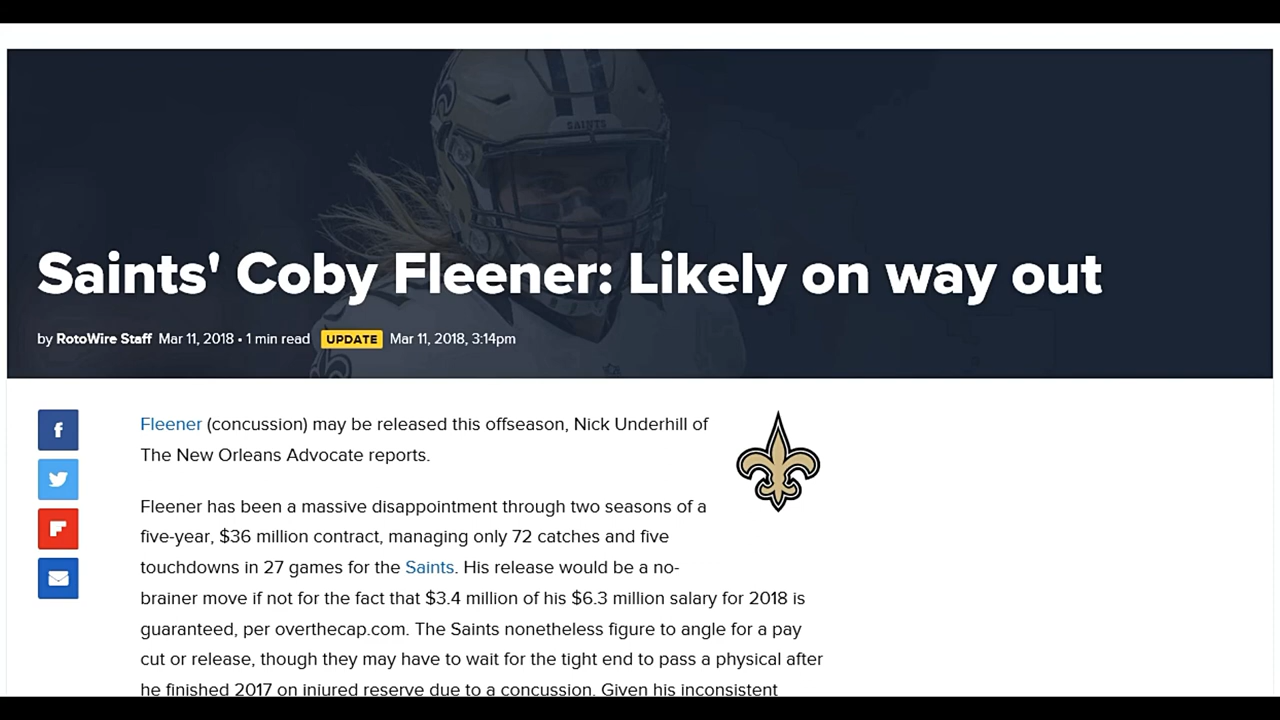 SAINTS
Saints' Coby Fleener: Likely on way out
by RotoWire Staff Mar 11, 2018 • 1 min read UPDATE Mar 11, 2018, 3:14pm
Fleener (concussion) may be released this offseason, Nick Underhill of
The New Orleans Advocate reports.
Fleener has been a massive disappointment through two seasons of a
five-year, $36 million contract, managing only 72 catches and five
touchdowns in 27 games for the Saints. His release would be a no-
brainer move if not for the fact that $3.4 million of his $6.3 million salary for 2018 is
guaranteed, per overthecap.com. The Saints nonetheless figure to angle for a pay
cut or release, though they may have to wait for the tight end to pass a physical after
he finished 2017 on injured reserve due to a concussion. Given his inconsistent